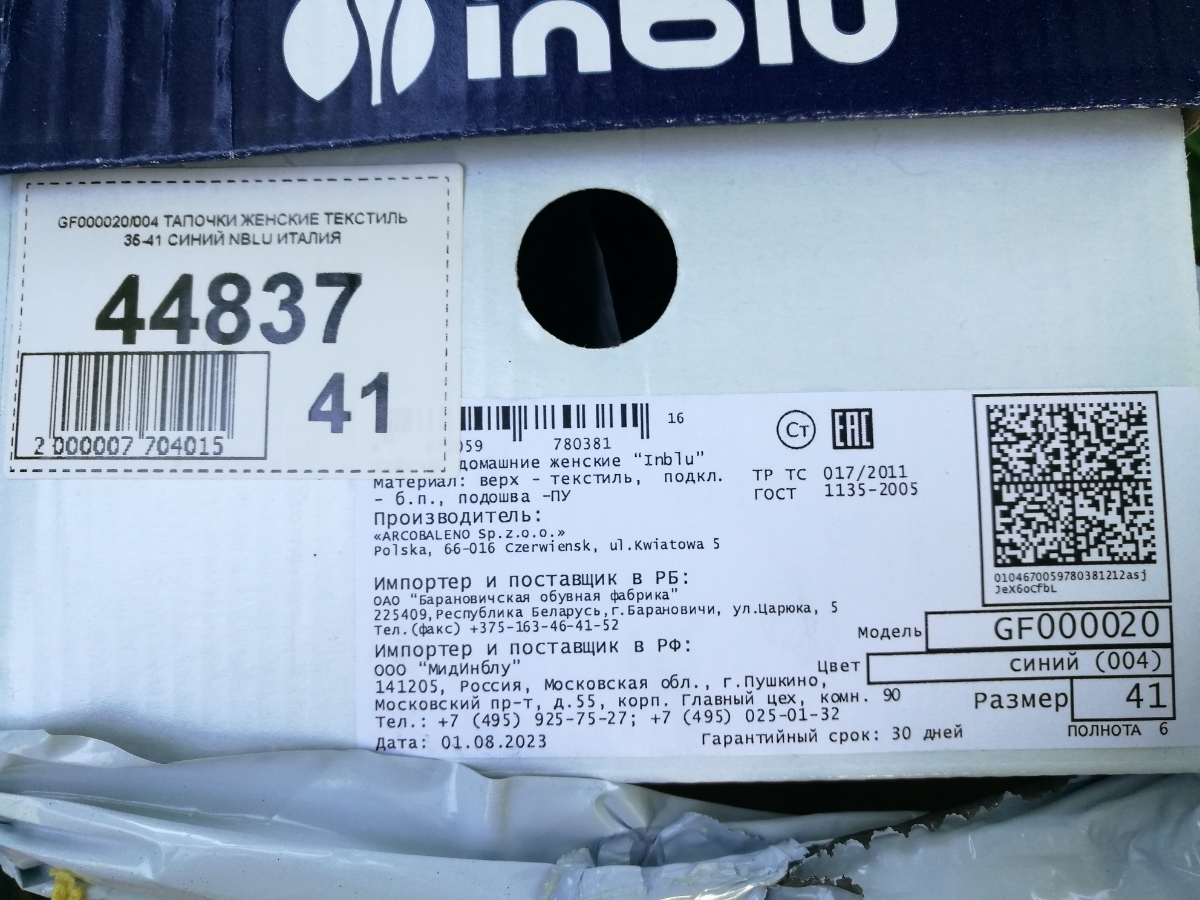 inblu
GF000020/004 ТАПОЧКИ ЖЕНСКИЕ ТЕКСТИЛЬ
36-41 СИНИЙ NBLU ИТАЛИЯ
44837
41
2 000007 704015
16
059 780381
домашние женские “Inblu”
Материал: верх - текстиль, подкл.
- б.п., подошва -ПУ
Производитель:
«ARCOBALENO Sp.z.o.o.»
Polska, 66-016 Czerwiensk, ul.Kwiatowa 5
Импортер и поставщик в РБ:
ОАО “Барановичская обувная фабрика”
225409,Республика Беларусь,г.Барановичи, ул.Царюка, 5
Тел.(факс) +375-163-46-41-52
Импортер и поставщик в РФ:
ООО “МидИнблу”
141205, Россия, Московская обл., г.Пушкино,
Московский пр-т, д.55, корп. Главный цех, комн. 90
Тел.: +7 (495) 925-75-27; +7 (495) 025-01-32
Дата: 01.08.2023
Гарантийный срок: 30 дней
Ст EAC
ТР ТС 017/2011
ГОСТ 1135-2005
0104670059780381212asj
JeX6oCfbL
Модель GF000020
Цвет синий (004)
Размер 41
ПОЛНОТА 6